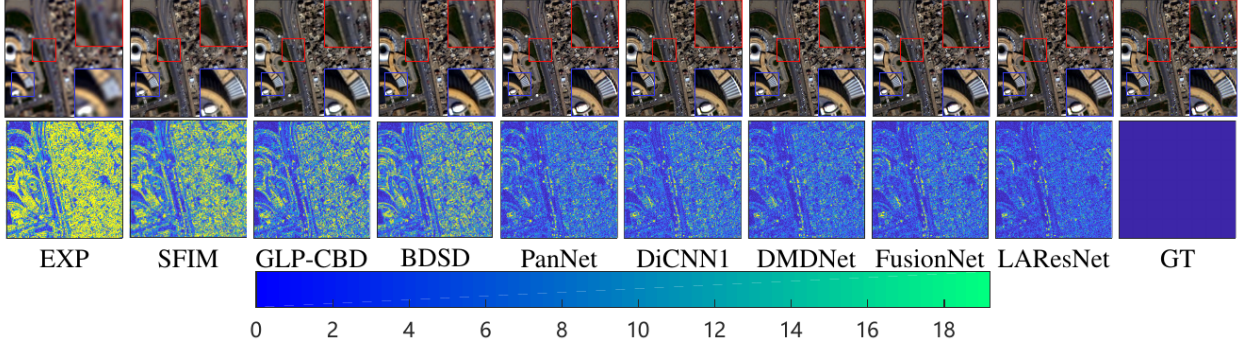 EXP SFIM GLP-CBD BDSD PanNet DiCNN1 DMDNet FusionNet LAResNet GT
0 2 4 6 8 10 12 14 16 18